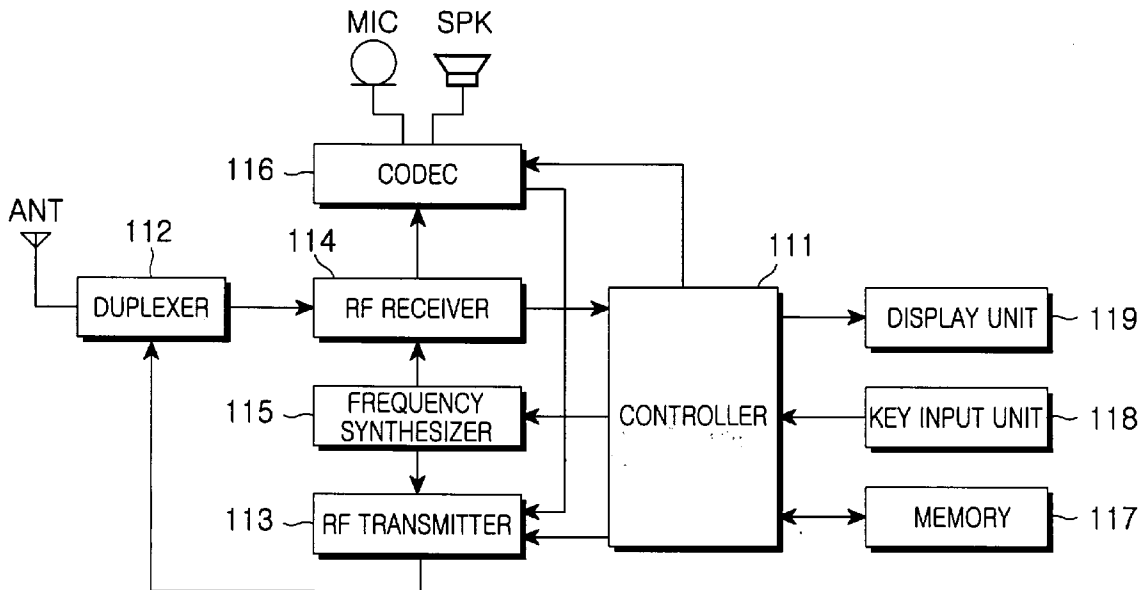 MIC
SPK
116
CODEC
ANT
112
DUPLEXER
114
RF RECEIVER
111
CONTROLLER
DISPLAY UNIT
119
115
FREQUENCY
SYNTHESIZER
KEY INPUT UNIT
118
113
RF TRANSMITTER
MEMORY
117